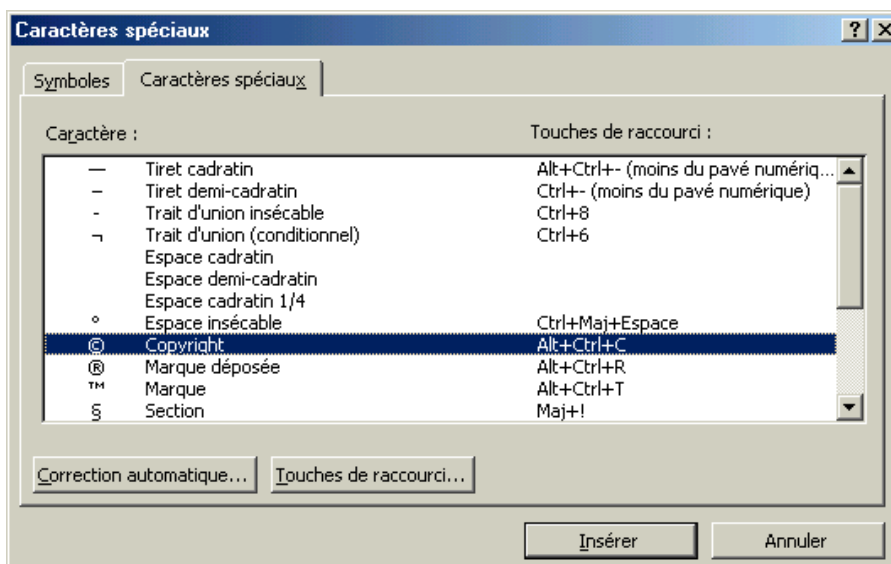 Caractères spéciaux
Symboles Caractères spéciaux
Caractère : Touches de raccourci :
— Tiret cadratin Alt+Ctrl+- (moins du pavé numériq...
– Tiret demi-cadratin Ctrl+- (moins du pavé numérique)
- Trait d'union insécable Ctrl+8
¬ Trait d'union (conditionnel) Ctrl+6
Espace cadratin
Espace demi-cadratin
Espace cadratin 1/4
° Espace insécable Ctrl+Maj+Espace
© Copyright Alt+Ctrl+C
® Marque déposée Alt+Ctrl+R
™ Marque Alt+Ctrl+T
§ Section Maj+!
Correction automatique... Touches de raccourci...
Insérer Annuler